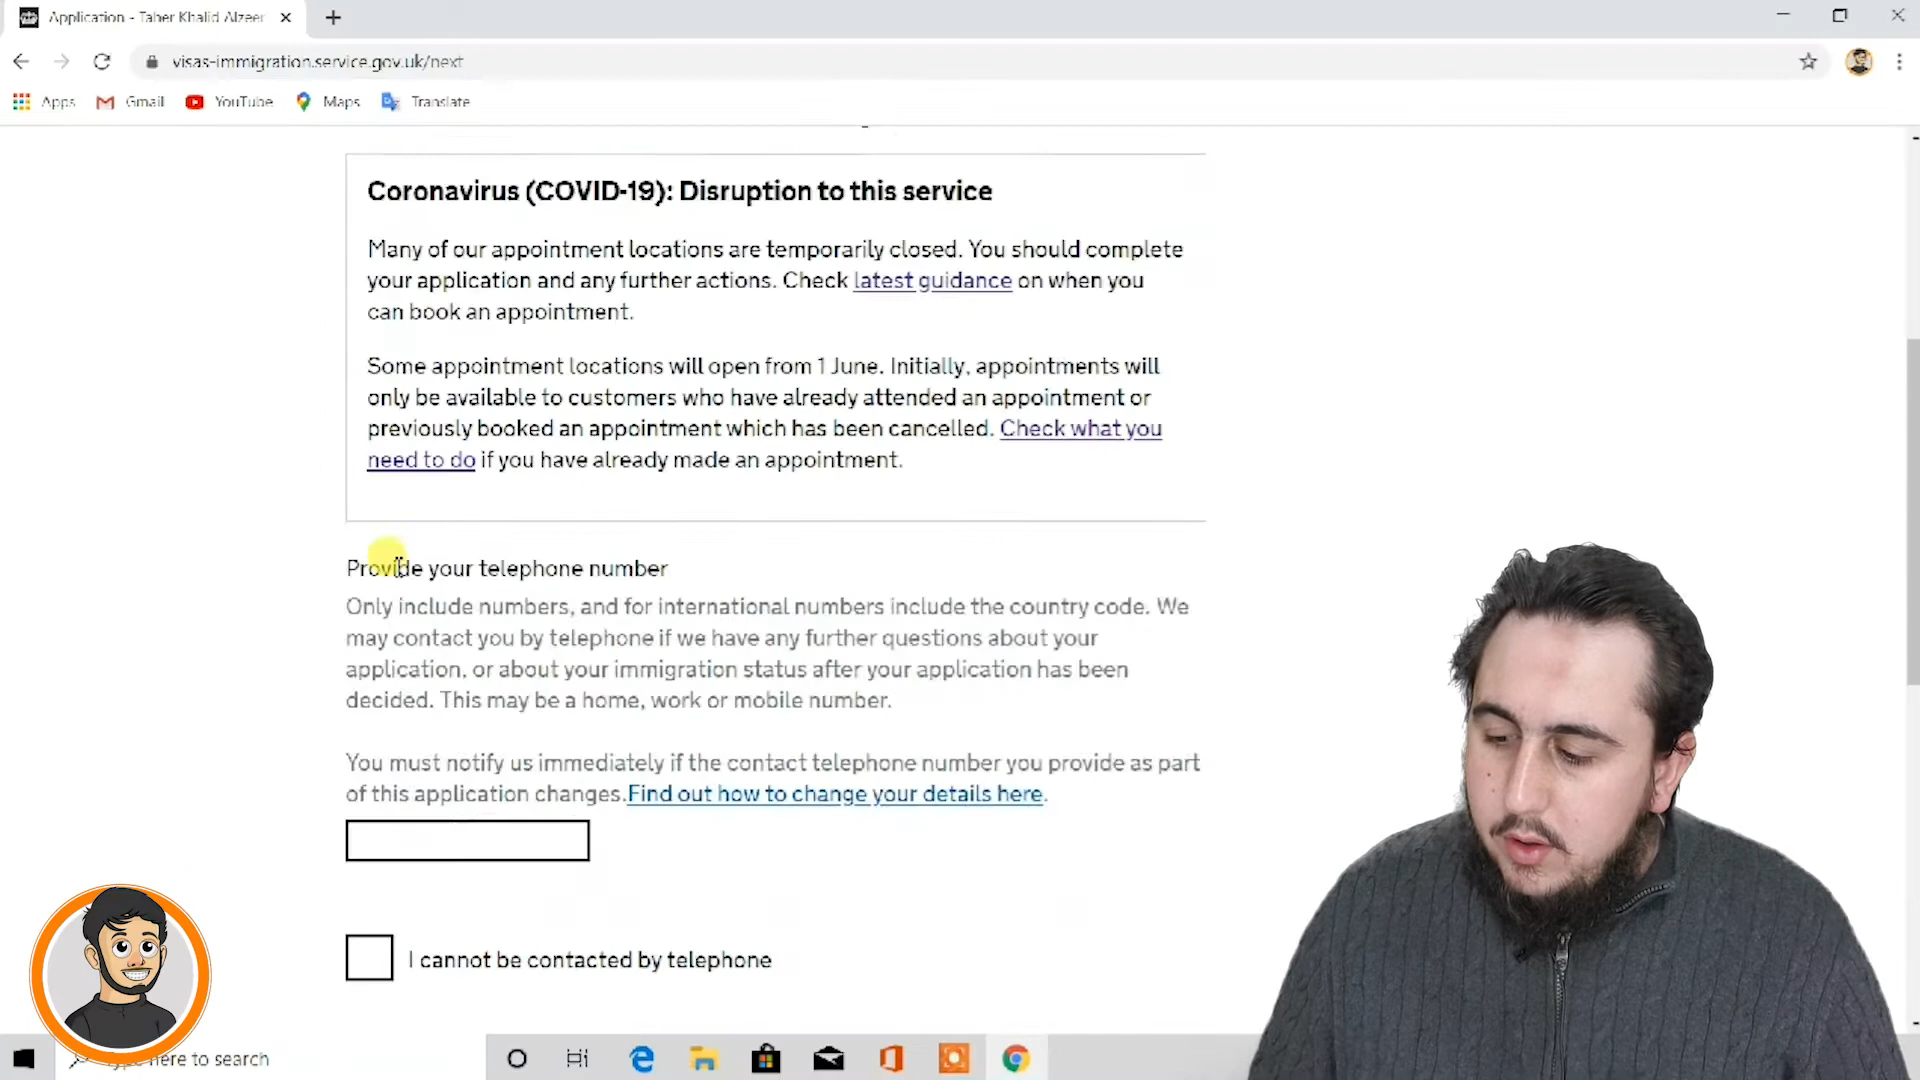 Application - Taher Khalid Alzeer
visas-immigration.service.gov.uk/next
Apps Gmail YouTube Maps Translate
Coronavirus (COVID-19): Disruption to this service
Many of our appointment locations are temporarily closed. You should complete
your application and any further actions. Check latest guidance on when you
can book an appointment.
Some appointment locations will open from 1 June. Initially, appointments will
only be available to customers who have already attended an appointment or
previously booked an appointment which has been cancelled. Check what you
need to do if you have already made an appointment.
Provide your telephone number
Only include numbers, and for international numbers include the country code. We
may contact you by telephone if we have any further questions about your
application, or about your immigration status after your application has been
decided. This may be a home, work or mobile number.
You must notify us immediately if the contact telephone number you provide as part
of this application changes.Find out how to change your details here.
I cannot be contacted by telephone
here to search